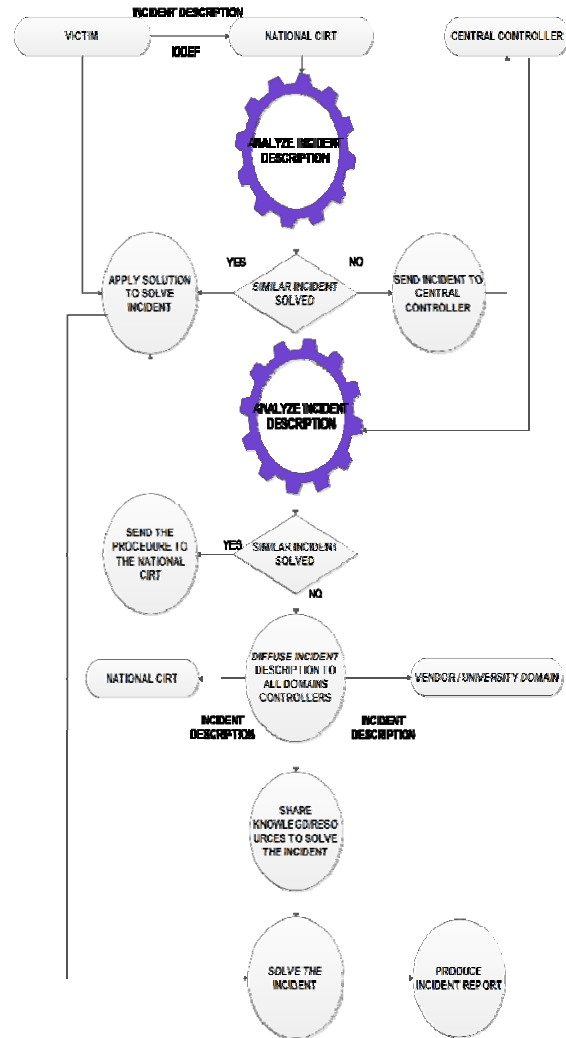 INCIDENT DESCRIPTION
VICTIM
NATIONAL CIRT
CENTRAL CONTROLLER
IODEF
ANALYZE INCIDENT
DESCRIPTION
YES
NO
APPLY SOLUTION
TO SOLVE
INCIDENT
SIMILAR INCIDENT
SOLVED
SEND INCIDENT TO
CENTRAL
CONTROLLER
ANALYZE INCIDENT
DESCRIPTION
SEND THE
PROCEDURE TO
THE NATIONAL
CIRT
YES
SIMILAR INCIDENT
SOLVED
NO
DIFFUSE INCIDENT
DESCRIPTION TO
ALL DOMAINS
CONTROLLERS
NATIONAL CIRT
VENDOR / UNIVERSITY DOMAIN
INCIDENT
DESCRIPTION
INCIDENT
DESCRIPTION
SHARE
KNOWLEGD/RESO
URCES TO SOLVE
THE INCIDENT
SOLVE THE
INCIDENT
PRODUCE
INCIDENT REPORT